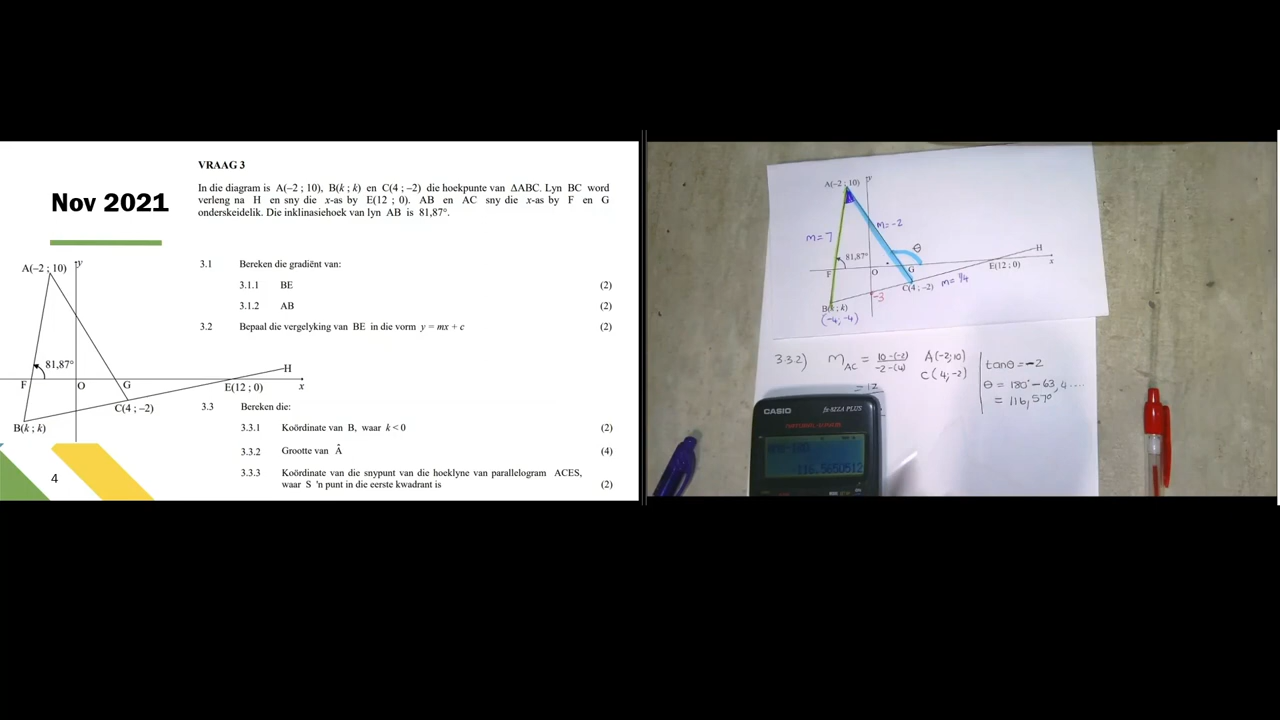 VRAAG 3
In die diagram is A(–2 ; 10), B(k ; k) en C(4 ; –2) die hoekpunte van ΔABC. Lyn BC word
verleng na H en sny die x-as by E(12 ; 0). AB en AC sny die x-as by F en G
onderskeidelik. Die inklinasiehoek van lyn AB is 81,87°.
Nov 2021
3.1 Bereken die gradiënt van:
3.1.1 BE (2)
3.1.2 AB (2)
3.2 Bepaal die vergelyking van BE in die vorm y = mx + c (2)
3.3 Bereken die:
3.3.1 Koördinate van B, waar k < 0 (2)
3.3.2 Grootte van Â (4)
3.3.3 Koördinate van die snypunt van die hoeklyne van parallelogram ACES,
waar S 'n punt in die eerste kwadrant is (2)
A(–2 ; 10) y
81,87°
H
F O G E(12 ; 0) x
C(4 ; –2)
B(k ; k)
4
A(–2 ; 10) y
m = 7 m = -2
θ
81,87° H
F O G E(12 ; 0) x
C(4 ; –2) m = 1/4
-3
B(k ; k)
(-4, -4)
3.3.2) m AC = 10-(-2) / -2-(4)
= 12
A(-2;10)
C(4;-2)
tanθ = -2
θ = 180° - 63,4....
= 116,57°
CASIO fx-82ZA PLUS
NATURAL-V.P.A.M.
-116.5650512